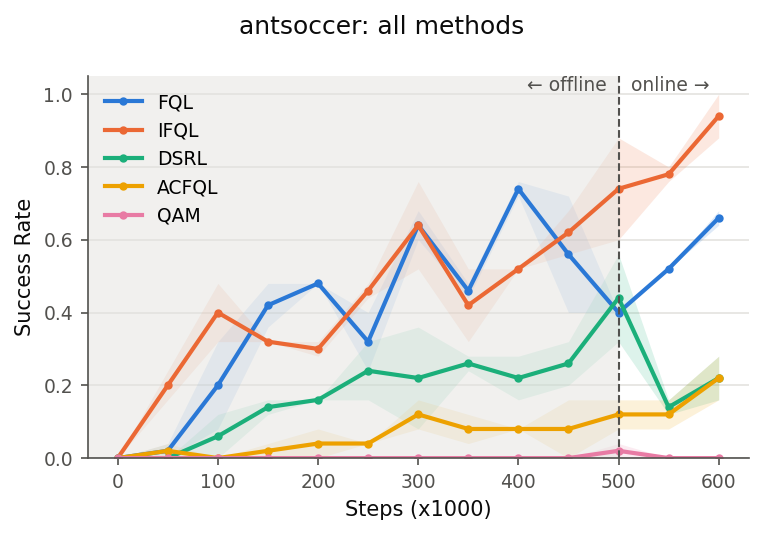 antsoccer: all methods
← offline
online →
FQL
IFQL
DSRL
ACFQL
QAM
Success Rate
1.0
0.8
0.6
0.4
0.2
0.0
0 100 200 300 400 500 600
Steps (x1000)